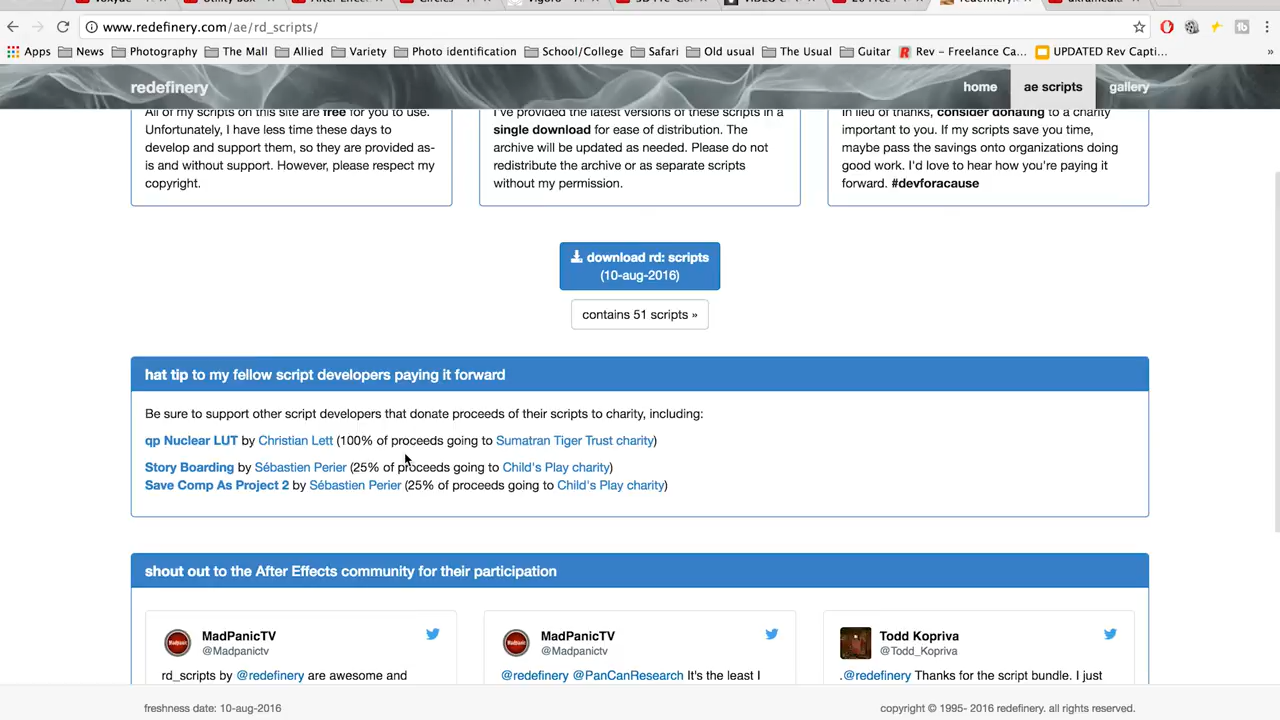 Utility box
After Effec
Circles
VIDEO C
www.redefinery.com/ae/rd_scripts/
Apps News Photography The Mall Allied Variety Photo identification School/College Safari Old usual The Usual Guitar Rev - Freelance Ca... UPDATED Rev Capti... »
redefinery home ae scripts gallery
All of my scripts on this site are free for you to use.
Unfortunately, I have less time these days to
develop and support them, so they are provided as-
is and without support. However, please respect my
copyright.
I've provided the latest versions of these scripts in a
single download for ease of distribution. The
archive will be updated as needed. Please do not
redistribute the archive or as separate scripts
without my permission.
In lieu of thanks, consider donating to a charity
important to you. If my scripts save you time,
maybe pass the savings onto organizations doing
good work. I'd love to hear how you're paying it
forward. #devforacause
download rd: scripts
(10-aug-2016)
contains 51 scripts »
hat tip to my fellow script developers paying it forward
Be sure to support other script developers that donate proceeds of their scripts to charity, including:
qp Nuclear LUT by Christian Lett (100% of proceeds going to Sumatran Tiger Trust charity)
Story Boarding by Sébastien Perier (25% of proceeds going to Child's Play charity)
Save Comp As Project 2 by Sébastien Perier (25% of proceeds going to Child's Play charity)
shout out to the After Effects community for their participation
MadPanicTV
@Madpanictv
rd_scripts by @redefinery are awesome and
MadPanicTV
@Madpanictv
@redefinery @PanCanResearch It's the least I
Todd Kopriva
@Todd_Kopriva
.@redefinery Thanks for the script bundle. I just
freshness date: 10-aug-2016
copyright © 1995- 2016 redefinery. all rights reserved.